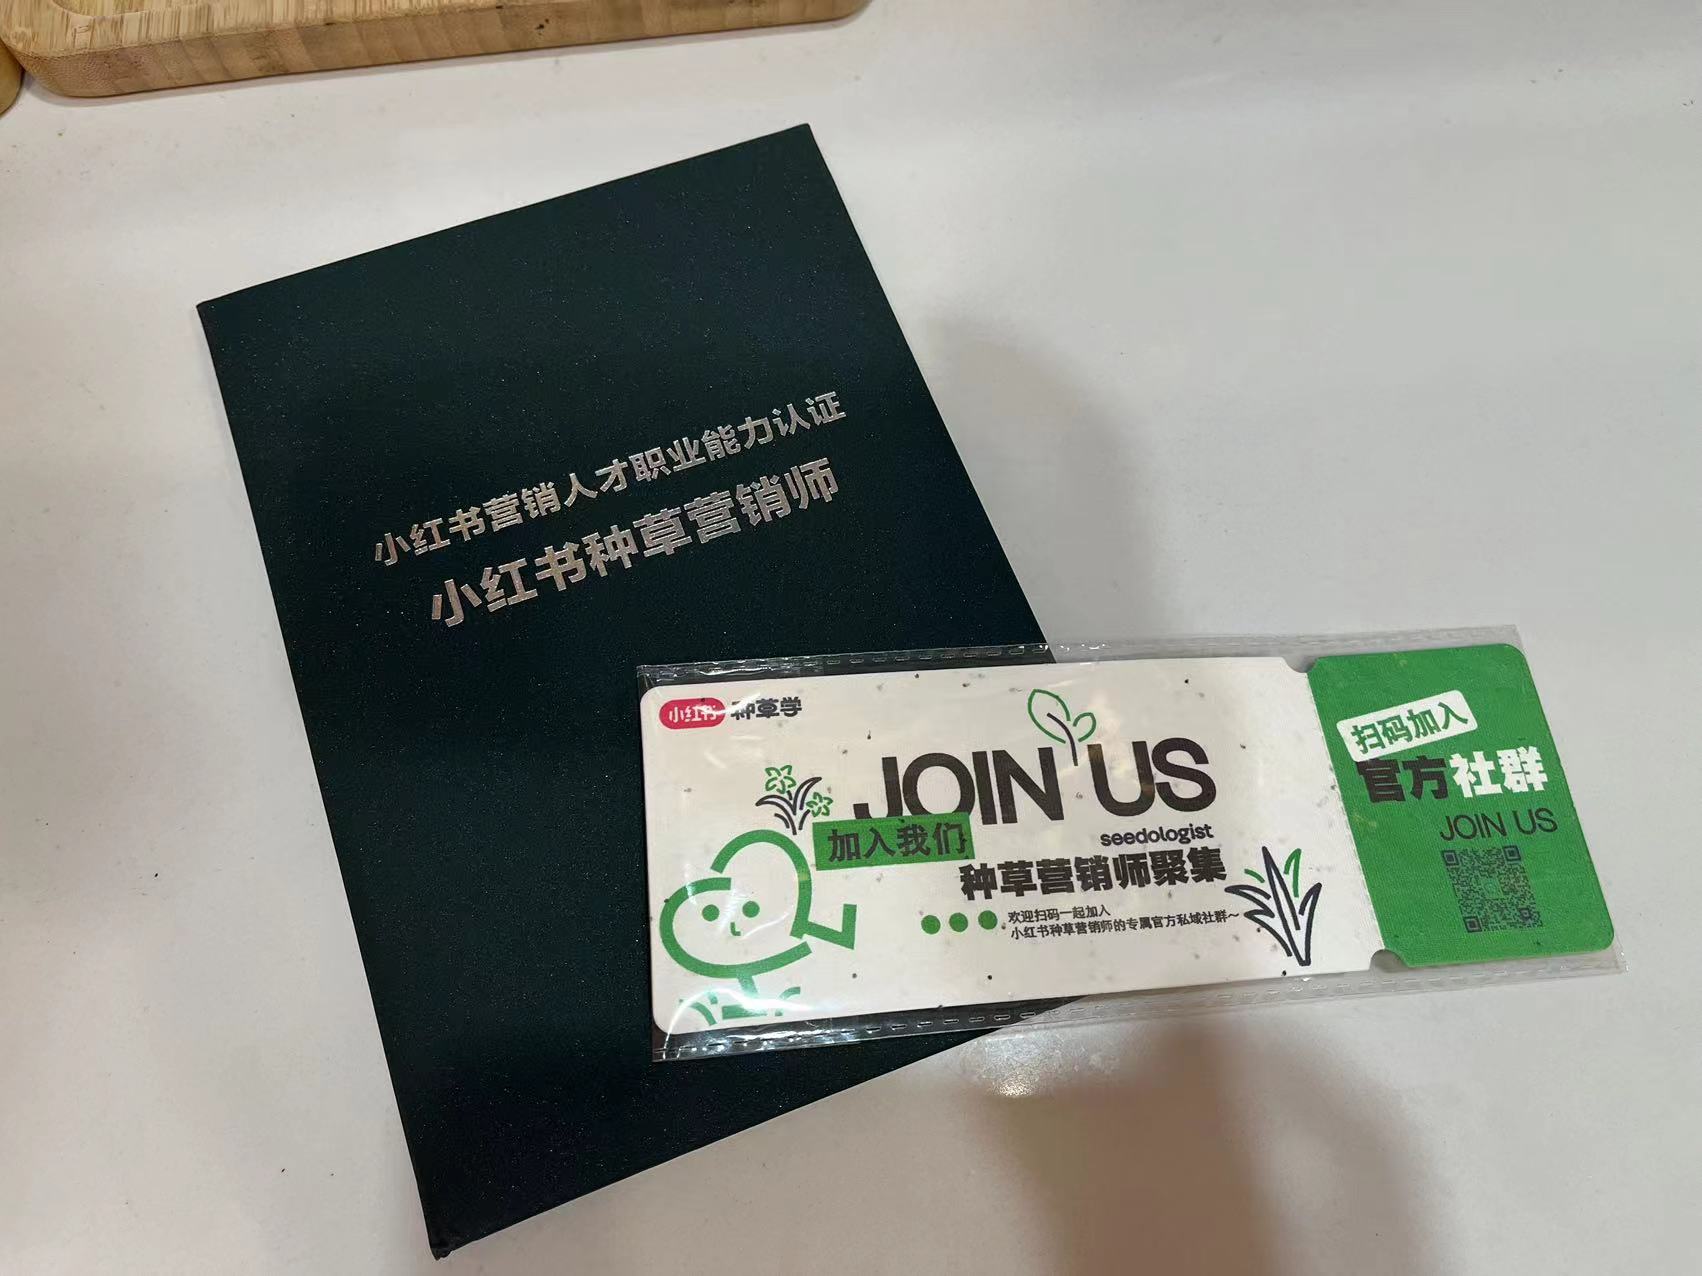 小红书营销人才职业能力认证
小红书种草营销师
小红书 种草学
JOIN US
加入我们
seedologist
种草营销师聚集
欢迎扫码一起加入
小红书种草营销师的专属官方私域社群~
扫码加入
官方社群
JOIN US